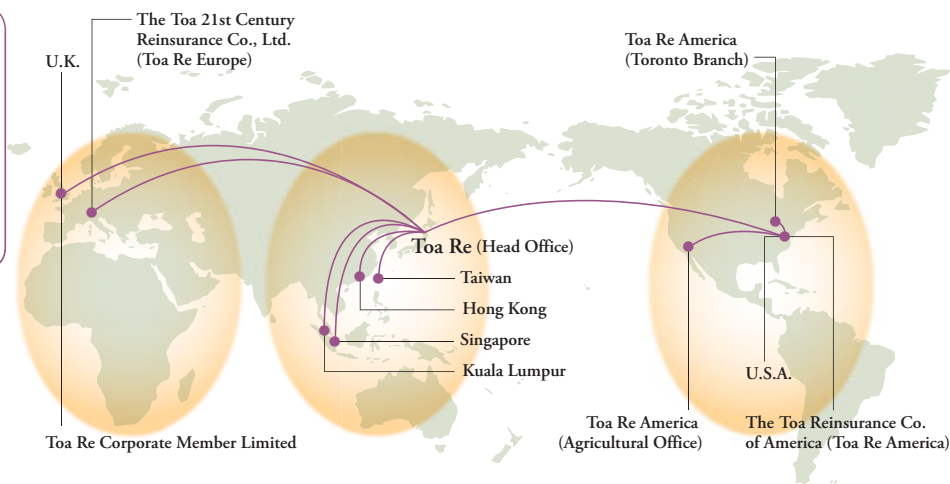 The Toa 21st Century
Reinsurance Co., Ltd.
(Toa Re Europe)
U.K.
Toa Re America
(Toronto Branch)
Toa Re (Head Office)
Taiwan
Hong Kong
Singapore
Kuala Lumpur
U.S.A.
Toa Re Corporate Member Limited
Toa Re America
(Agricultural Office)
The Toa Reinsurance Co.
of America (Toa Re America)